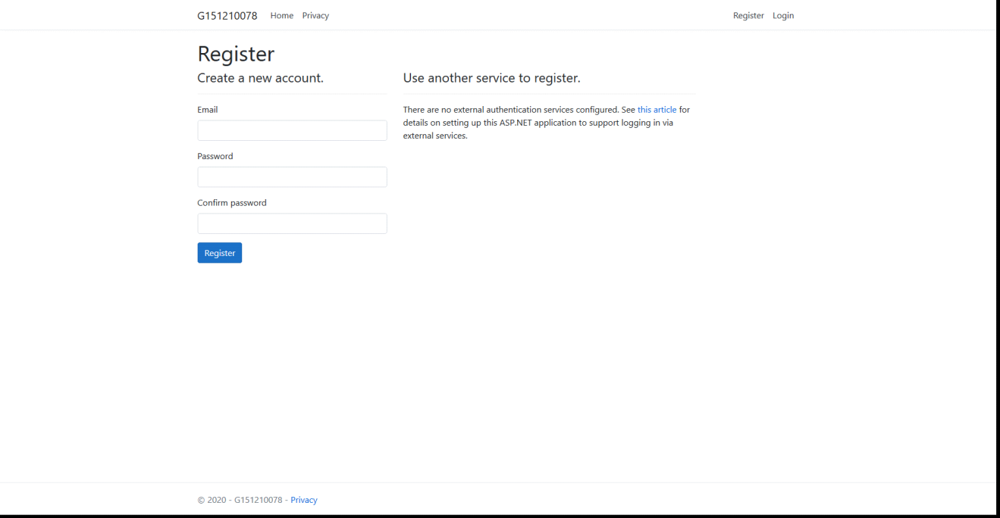 G151210078 Home Privacy Register Login
Register
Create a new account.
Email
Password
Confirm password
Register
Use another service to register.
There are no external authentication services configured. See this article for
details on setting up this ASP.NET application to support logging in via
external services.
© 2020 - G151210078 - Privacy